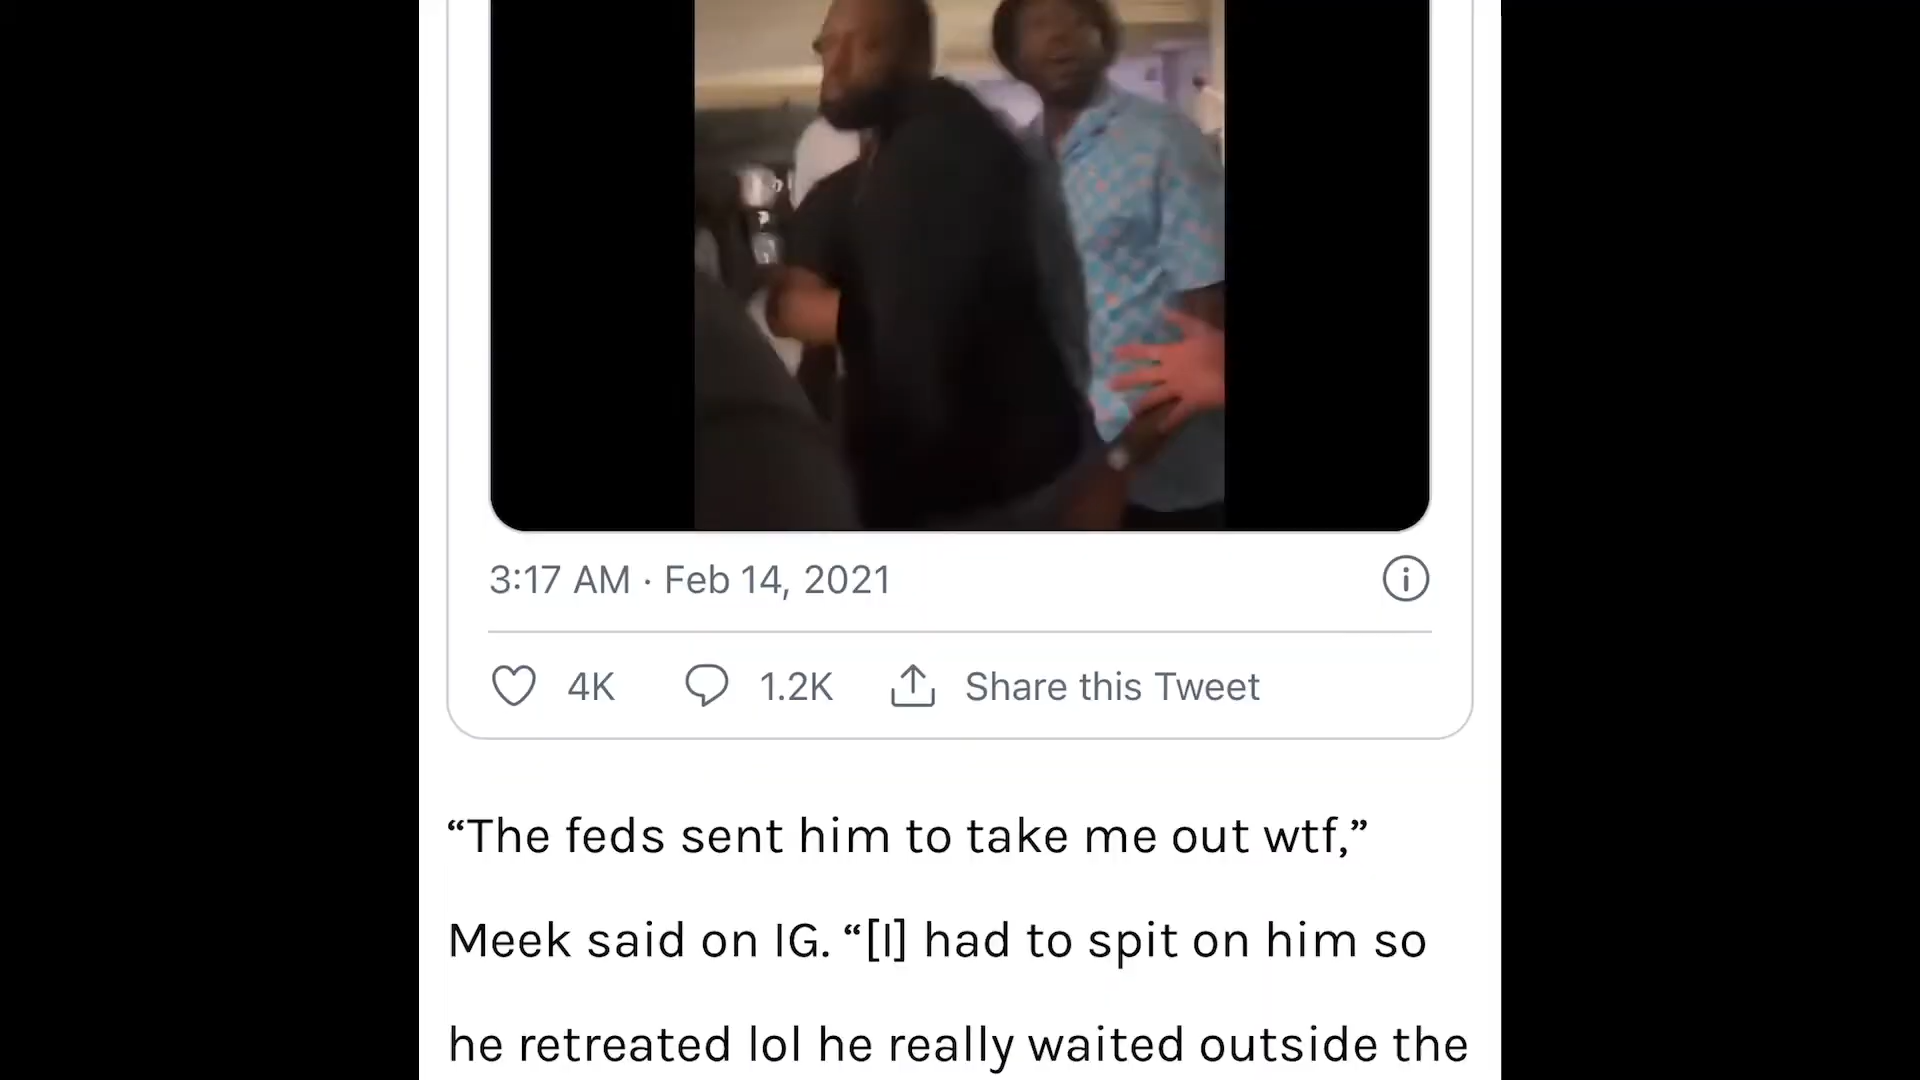 3:17 AM · Feb 14, 2021
4K 1.2K Share this Tweet
“The feds sent him to take me out wtf,”
Meek said on IG. “[I] had to spit on him so
he retreated lol he really waited outside the